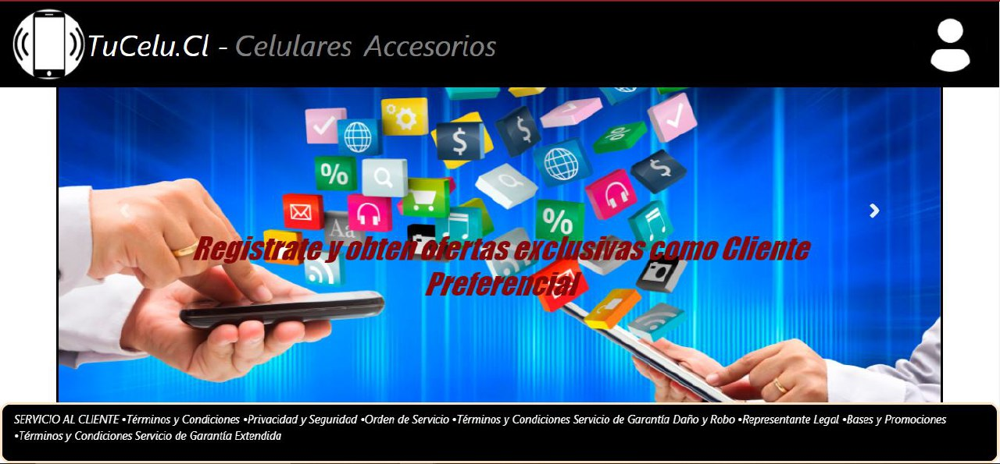 TuCelu.Cl - Celulares Accesorios
%
$
$
%
$
%
Aa
Registrate y obten ofertas exclusivas como Cliente
Preferencial
SERVICIO AL CLIENTE •Términos y Condiciones •Privacidad y Seguridad •Orden de Servicio •Términos y Condiciones Servicio de Garantía Daño y Robo •Representante Legal •Bases y Promociones
•Términos y Condiciones Servicio de Garantía Extendida